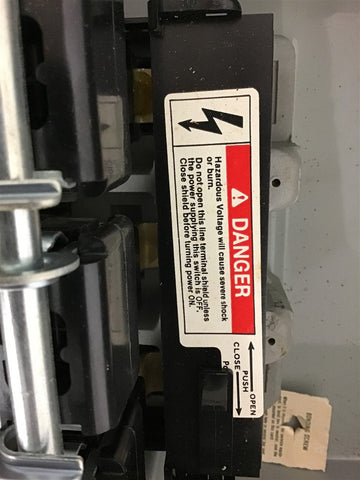 DANGER
Hazardous Voltage will cause severe shock
or burn.
Do not open this line terminal shield unless
the power supplying this switch is OFF.
Close shield before turning power ON.
OPEN
PUSH
CLOSE